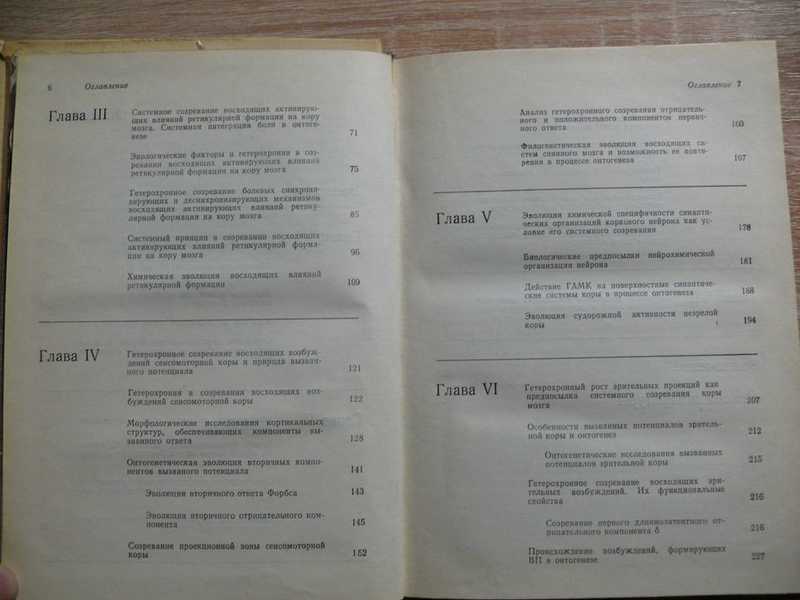 6 Оглавление
Глава III
Системное созревание восходящих активирую-
щих влияний ретикулярной формации на кору
мозга. Системная интеграция боли в онтоге-
незе 71
Экологические факторы и гетерохрония в соз-
ревании восходящих активирующих влияний
ретикулярной формации на кору мозга 75
Гетерохронное созревание болевых синхрони-
зирующих и десинхронизирующих механизмов
восходящих активирующих влияний ретику-
лярной формации на кору мозга 85
Системный принцип в созревании восходящих
активирующих влияний ретикулярной форма-
ции на кору мозга 96
Химическая эволюция восходящих влияний
ретикулярной формации 109
Глава IV
Гетерохронное созревание восходящих возбуж-
дений сенсомоторной коры и природа вызван-
ного потенциала 121
Гетерохрония в созревании восходящих воз-
буждений сенсомоторной коры 122
Морфологические исследования кортикальных
структур, обеспечивающих компоненты вы-
званного ответа 128
Онтогенетическая эволюция вторичных компо-
нентов вызванного потенциала 141
Эволюция вторичного ответа Форбса 143
Эволюция вторичного отрицательного ком-
понента 145
Созревание проекционной зоны сенсомоторной
коры 152
Оглавление 7
Анализ гетерохронного созревания отрицатель-
ного и положительного компонентов первич-
ного ответа 160
Филогенетическая эволюция восходящих си-
стем спинного мозга и возможность ее повто-
рения в процессе онтогенеза 167
Глава V
Эволюция химической специфичности синапти-
ческих организаций коркового нейрона как ус-
ловие его системного созревания 178
Биологические предпосылки нейрохимической
организации нейрона 181
Действие ГАМК на поверхностные синаптиче-
ские системы коры в процессе онтогенеза 188
Эволюция судорожной активности незрелой
коры 194
Глава VI
Гетерохронный рост зрительных проекций как
предпосылка системного созревания коры
мозга 207
Особенности вызванных потенциалов зритель-
ной коры и онтогенез 212
Онтогенетические исследования вызванных
потенциалов зрительной коры 215
Гетерохронное созревание восходящих зри-
тельных возбуждений. Их функциональные
свойства 216
Созревание первого длиннолатентного от-
рицательного компонента б 216
Происхождение возбуждений, формирующих
ВП в онтогенезе 227